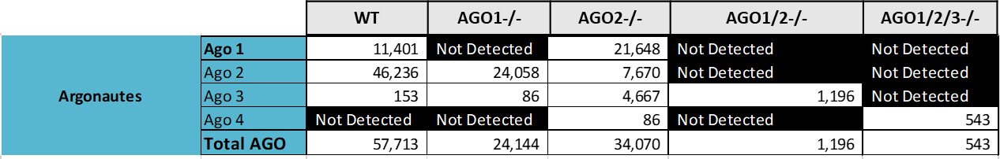 WT AGO1-/- AGO2-/- AGO1/2-/- AGO1/2/3-/-
Argonautes
Ago 1 11,401 Not Detected 21,648 Not Detected Not Detected
Ago 2 46,236 24,058 7,670 Not Detected Not Detected
Ago 3 153 86 4,667 1,196 Not Detected
Ago 4 Not Detected Not Detected 86 Not Detected 543
Total AGO 57,713 24,144 34,070 1,196 543